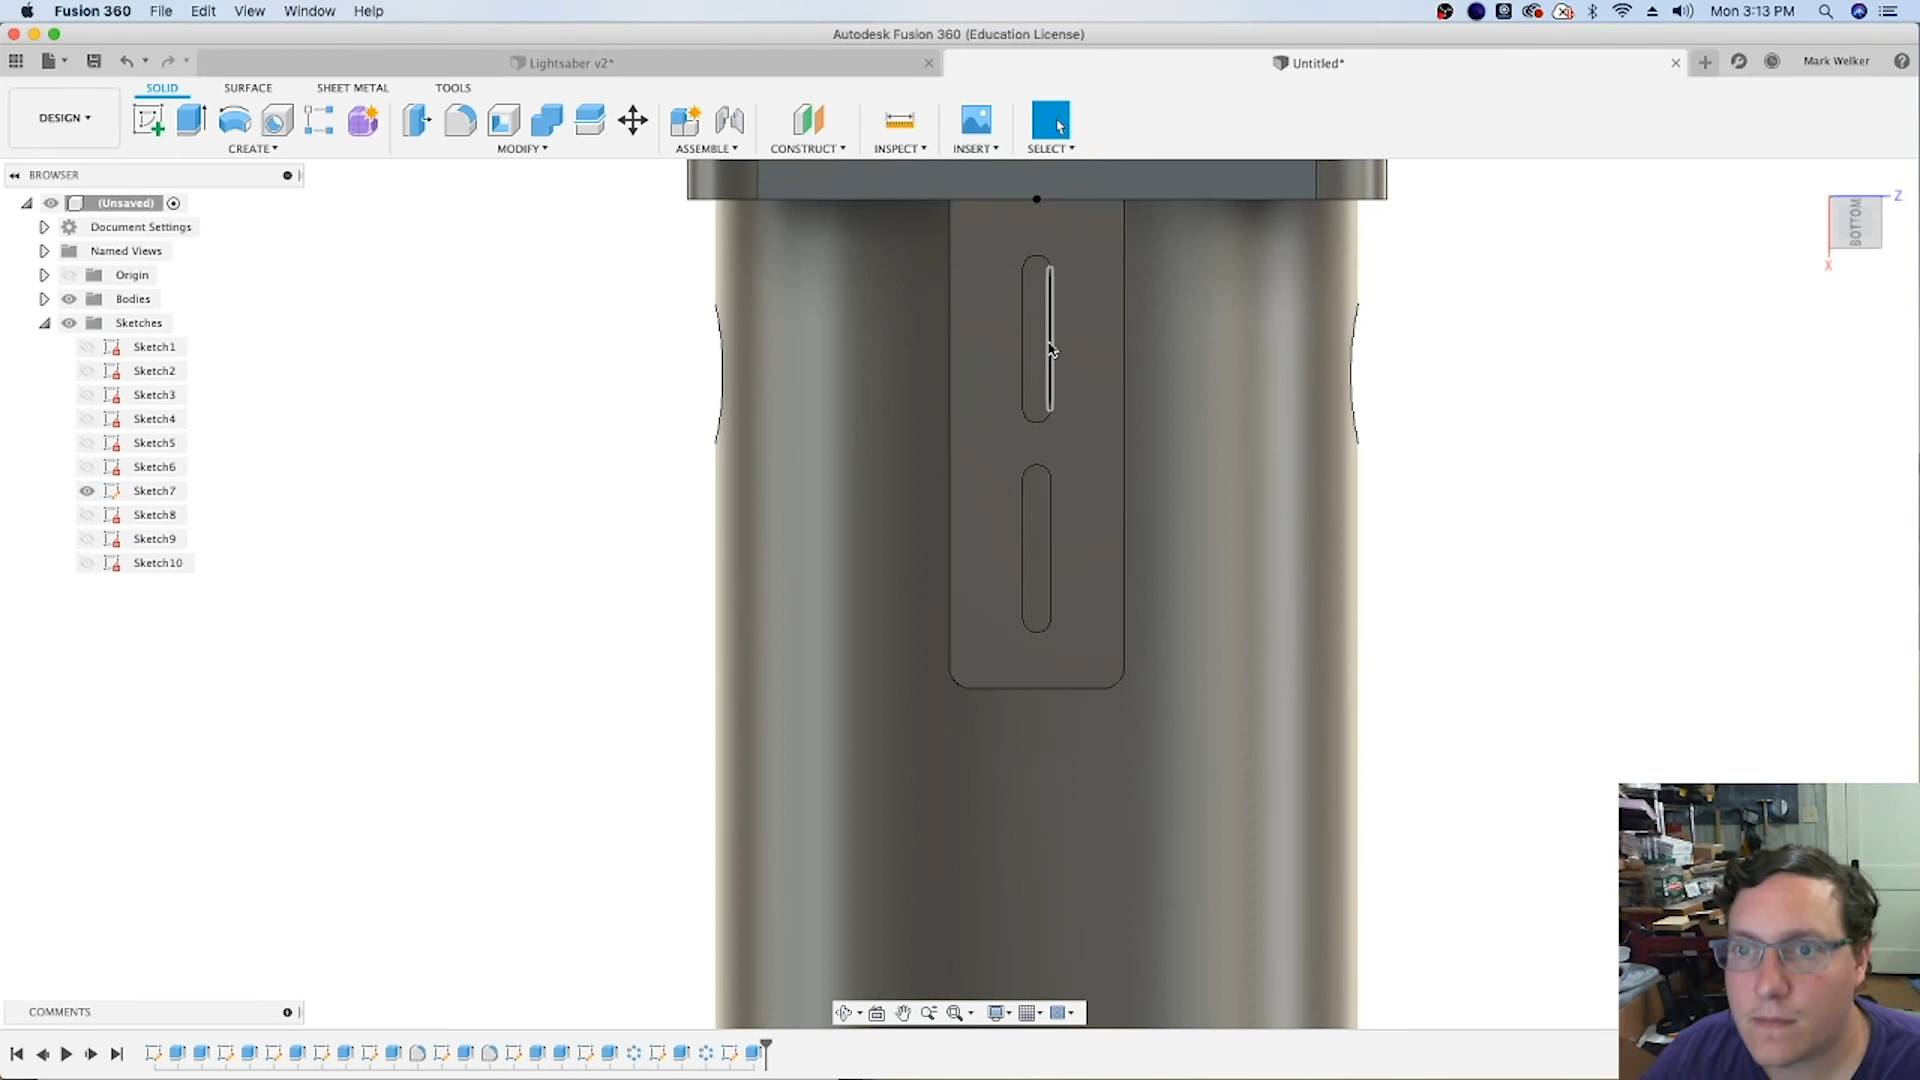 Fusion 360 File Edit View Window Help Mon 3:13 PM
Autodesk Fusion 360 (Education License)
Lightsaber v2* Untitled* Mark Welker
SOLID SURFACE SHEET METAL TOOLS
DESIGN
CREATE MODIFY ASSEMBLE CONSTRUCT INSPECT INSERT SELECT
BROWSER
(Unsaved)
Document Settings
Named Views
Origin
Bodies
Sketches
Sketch1
Sketch2
Sketch3
Sketch4
Sketch5
Sketch6
Sketch7
Sketch8
Sketch9
Sketch10
Z
BOTTOM
X
COMMENTS